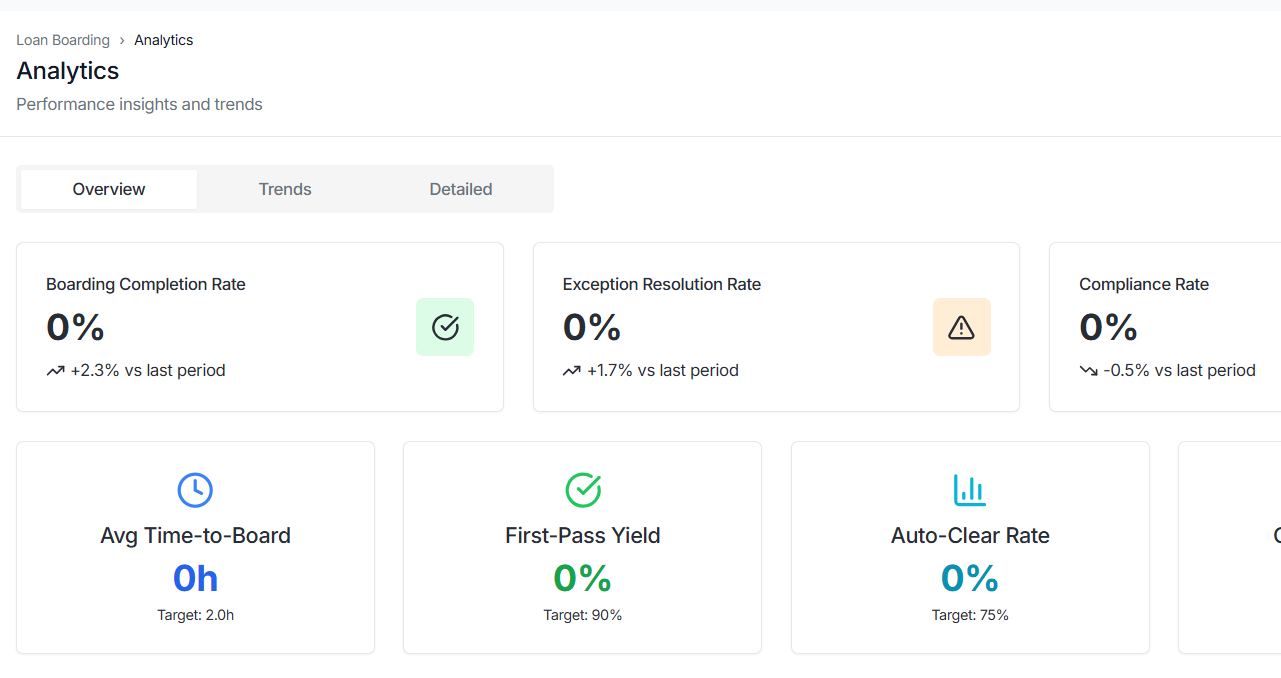 Loan Boarding › Analytics
Analytics
Performance insights and trends
Overview
Trends
Detailed
Boarding Completion Rate
0%
+2.3% vs last period
Exception Resolution Rate
0%
+1.7% vs last period
Compliance Rate
0%
-0.5% vs last period
Avg Time-to-Board
0h
Target: 2.0h
First-Pass Yield
0%
Target: 90%
Auto-Clear Rate
0%
Target: 75%